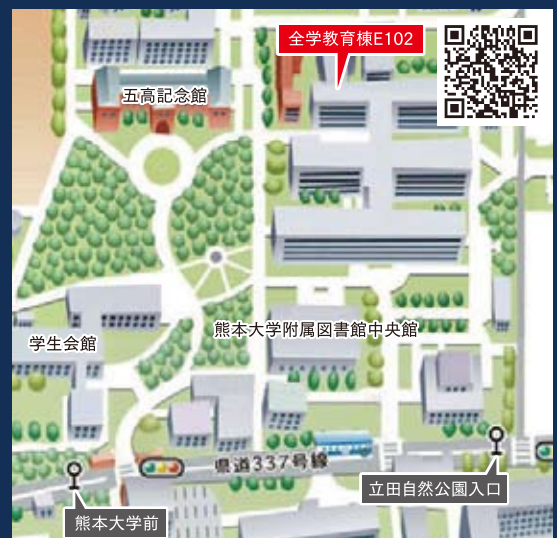 全学教育棟E102
五高記念館
熊本大学附属図書館中央館
学生会館
県道337号線
立田自然公園入口
熊本大学前